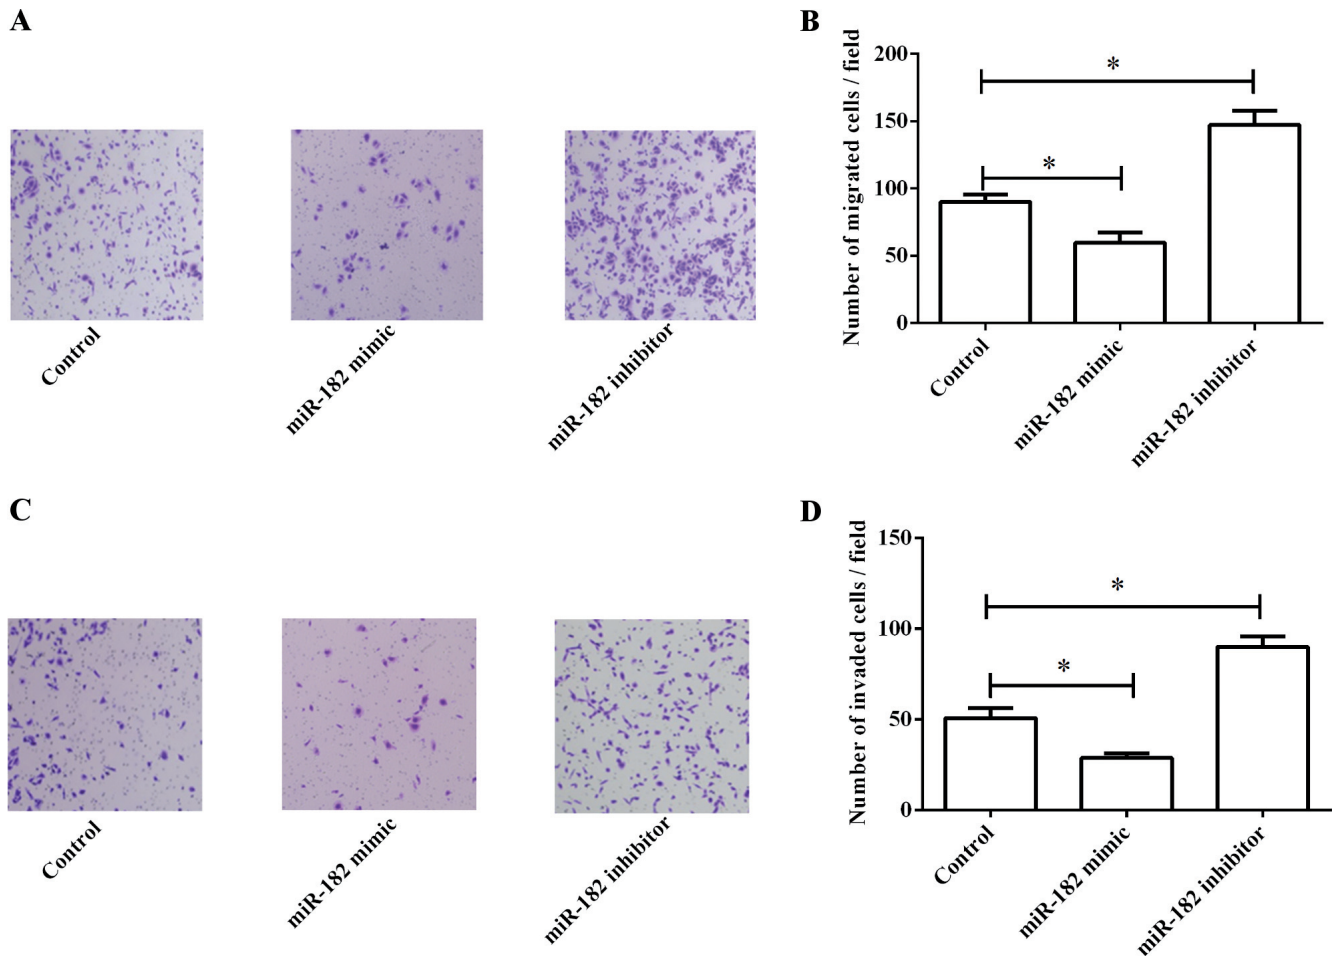 A
Control
miR-182 mimic
miR-182 inhibitor
B
Number of migrated cells / field
200
150
100
50
0
*
*
Control
miR-182 mimic
miR-182 inhibitor
C
Control
miR-182 mimic
miR-182 inhibitor
D
Number of invaded cells / field
150
100
50
0
*
*
Control
miR-182 mimic
miR-182 inhibitor